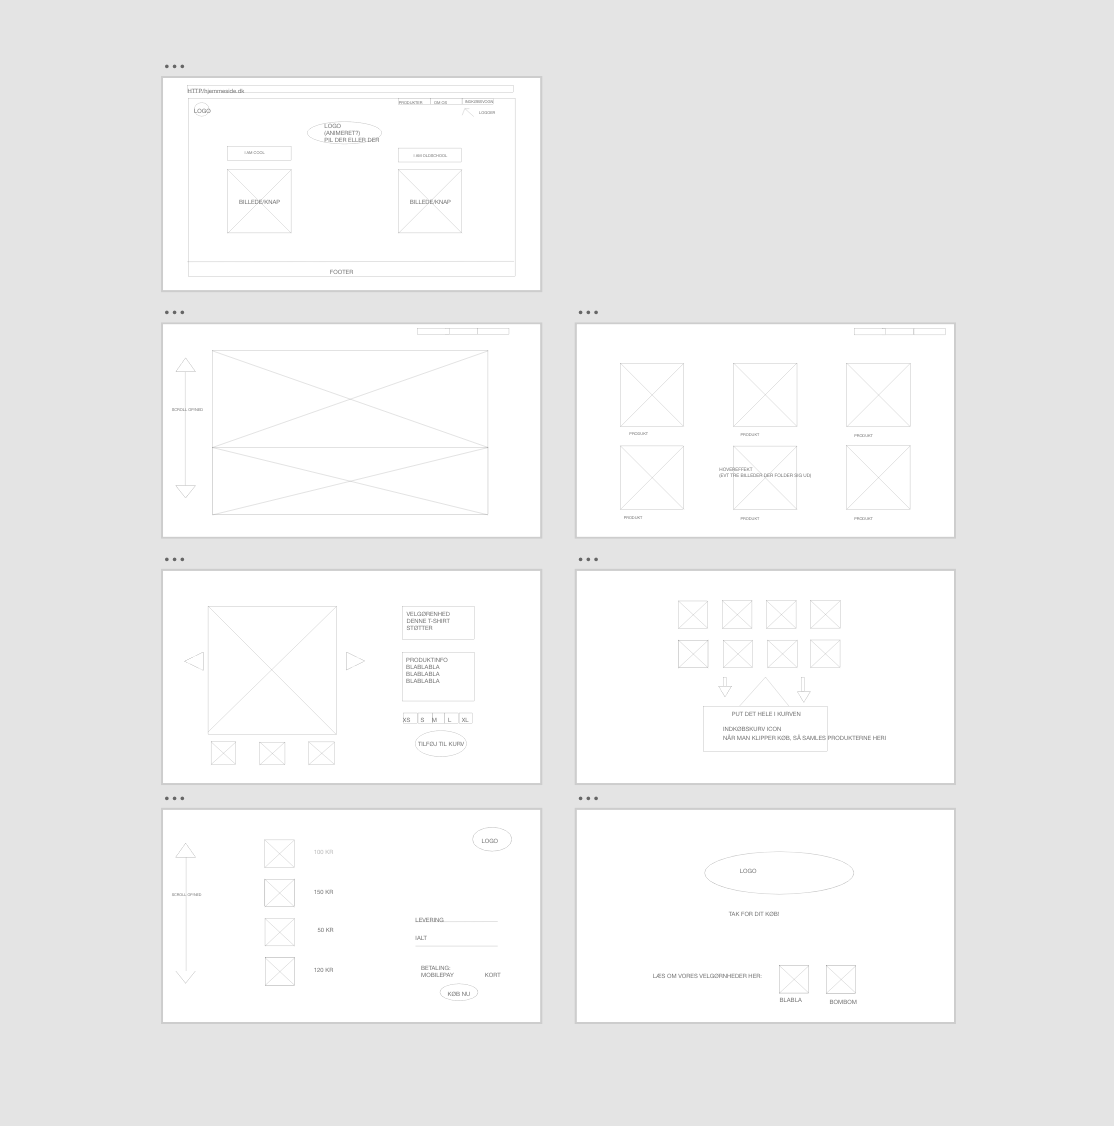 HTTP/hjemmeside.dk
LOGO
PRODUKTER
OM OS
INDKØBSVOGN
LOGOER
LOGO
(ANIMERET?)
PIL DER ELLER DER
I AM COOL
I AM OLDSCHOOL
BILLEDE/KNAP
BILLEDE/KNAP
FOOTER
SCROLL OP/NED
PRODUKT
PRODUKT
PRODUKT
HOVEREFFEKT
(EVT TRE BILLEDER DER FOLDER SIG UD)
PRODUKT
PRODUKT
PRODUKT
VELGØRENHED
DENNE T-SHIRT
STØTTER
PRODUKTINFO
BLABLABLA
BLABLABLA
BLABLABLA
XS S M L XL
TILFØJ TIL KURV
PUT DET HELE I KURVEN
INDKØBSKURV ICON
NÅR MAN KLIPPER KØB, SÅ SAMLES PRODUKTERNE HERI
LOGO
100 KR
150 KR
50 KR
120 KR
SCROLL OP/NED
LEVERING
IALT
BETALING:
MOBILEPAY
KORT
KØB NU
LOGO
TAK FOR DIT KØB!
LÆS OM VORES VELGØRNHEDER HER:
BLABLA
BOMBOM